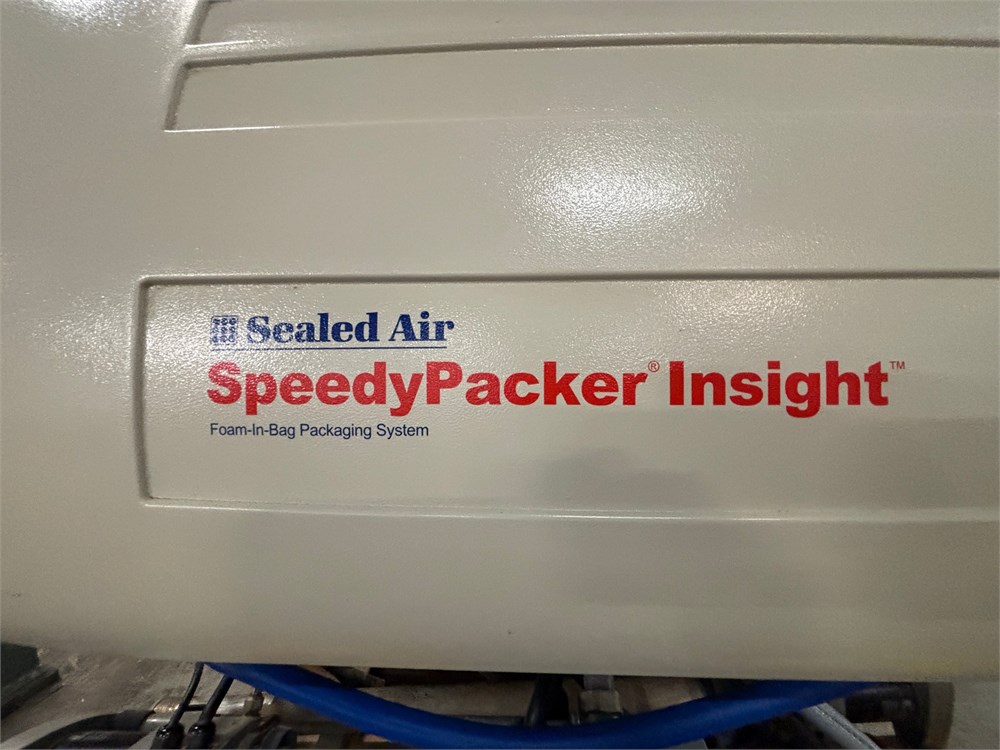 Sealed Air
SpeedyPacker® Insight™
Foam-In-Bag Packaging System